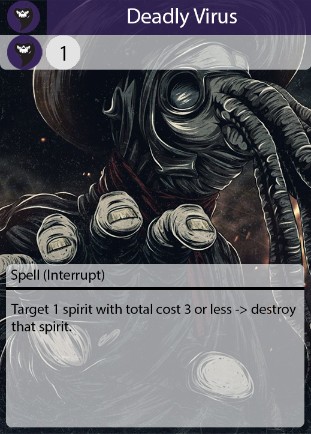 Deadly Virus
1
Spell (Interrupt)
Target 1 spirit with total cost 3 or less -> destroy
that spirit.